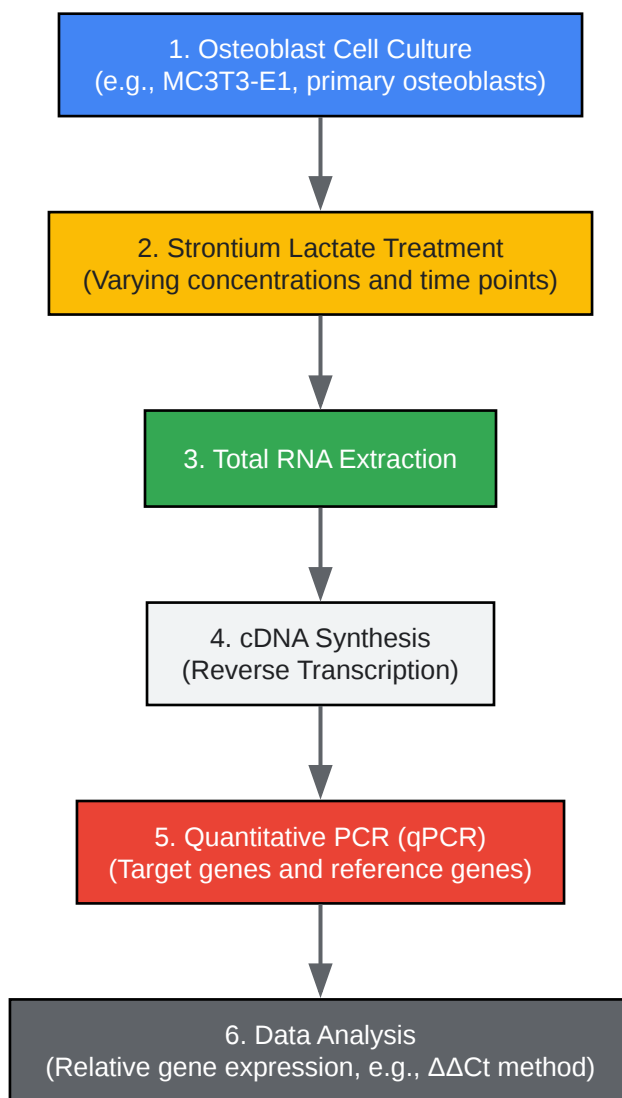 1. Osteoblast Cell Culture
(e.g., MC3T3-E1, primary osteoblasts)
2. Strontium Lactate Treatment
(Varying concentrations and time points)
3. Total RNA Extraction
4. cDNA Synthesis
(Reverse Transcription)
5. Quantitative PCR (qPCR)
(Target genes and reference genes)
6. Data Analysis
(Relative gene expression, e.g., ΔΔCt method)